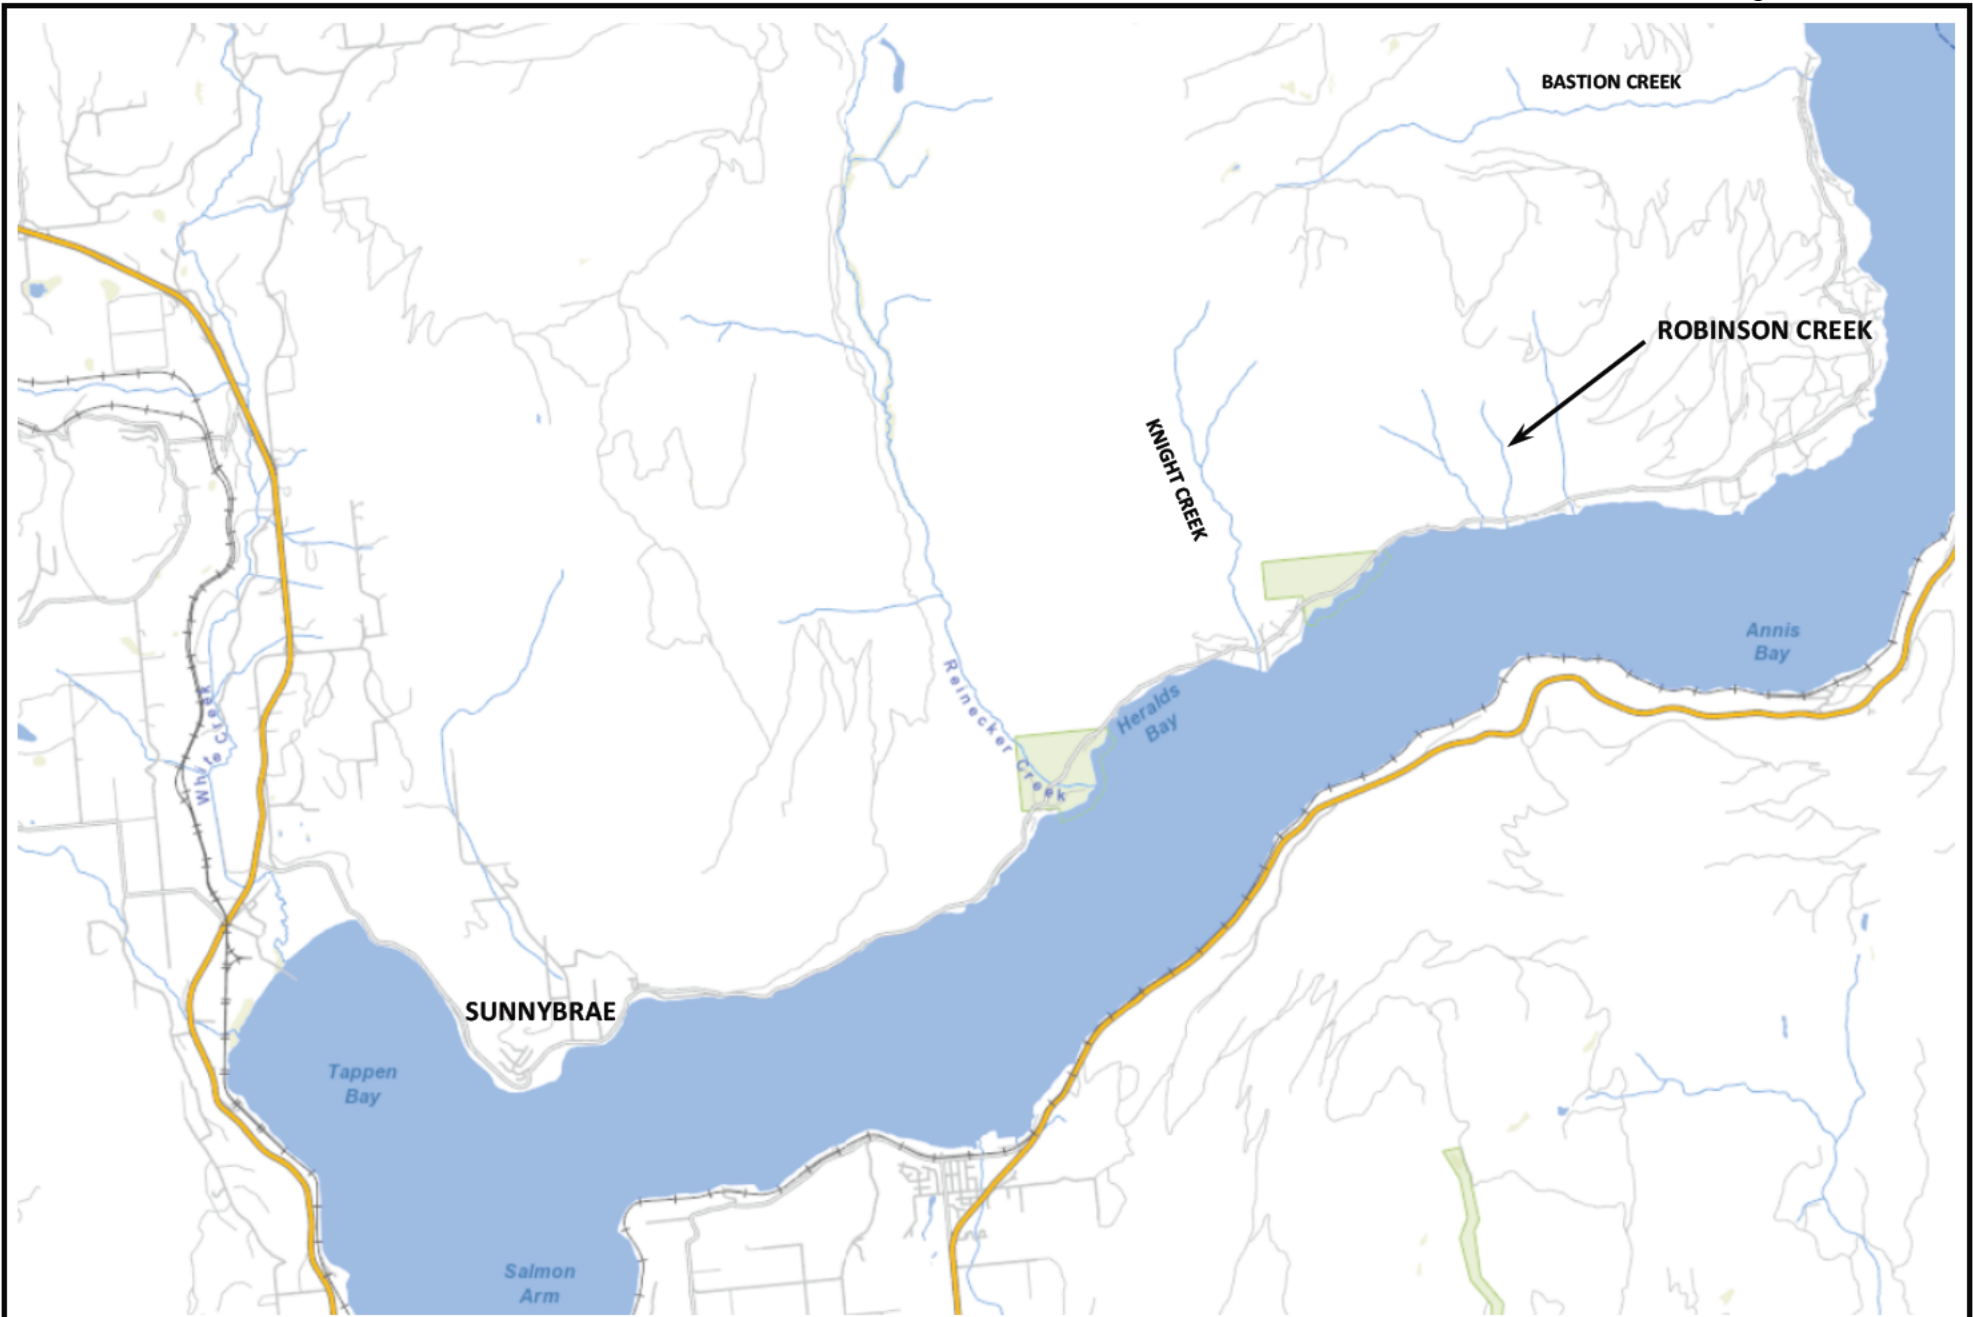 BASTION CREEK
ROBINSON CREEK
KNIGHT CREEK
Annis
Bay
Reinecker Creek
Heralds
Bay
White Creek
SUNNYBRAE
Tappen
Bay
Salmon
Arm